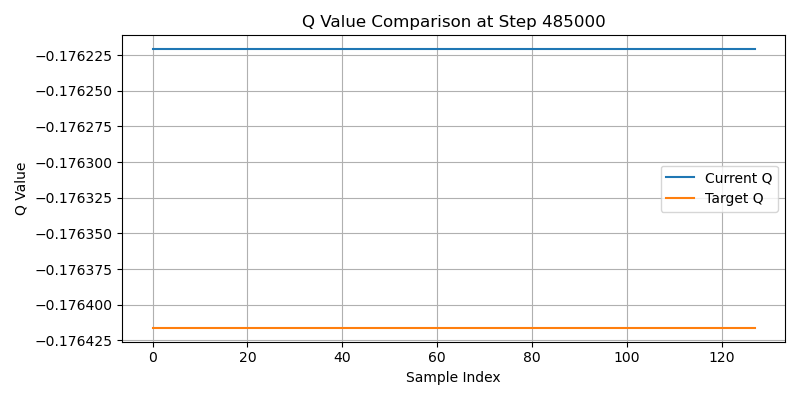 Q Value Comparison at Step 485000
Q Value
−0.176225
−0.176250
−0.176275
−0.176300
−0.176325
−0.176350
−0.176375
−0.176400
−0.176425
Current Q
Target Q
0 20 40 60 80 100 120
Sample Index